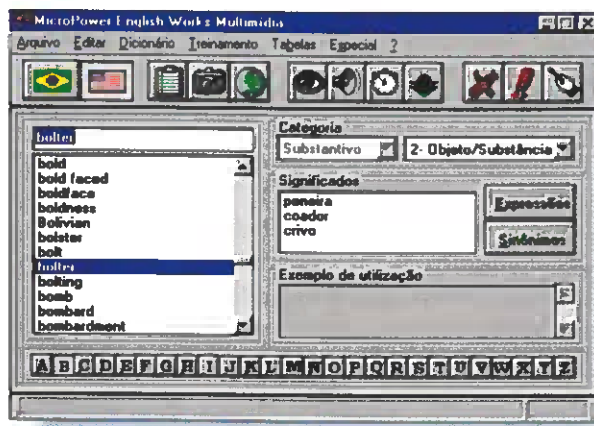 MicroPower English Works Multimídia
Arquivo Editar Dicionário Treinamento Tabelas Especial ?
bolter
bold
bold faced
boldface
boldness
Bolivian
bolster
bolt
bolter
bolting
bomb
bombard
bombardment
Categoria
Substantivo
2- Objeto/Substância
Significados
peneira
coador
crivo
Expressões
Sinônimos
Exemplo de utilização
A B C D E F G H I J K L M N O P Q R S T U V W X Y Z